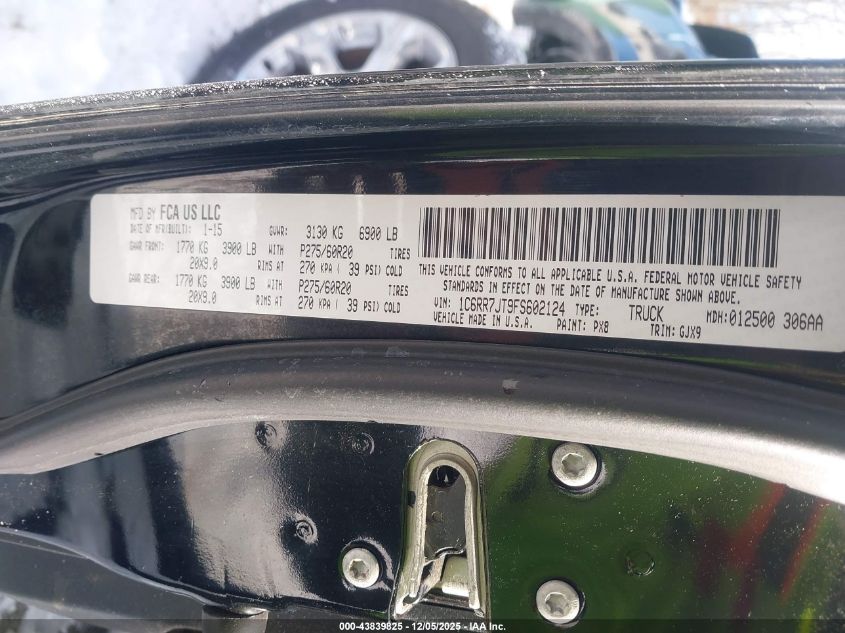 MFD BY FCA US LLC
DATE OF MFR(BUILT): 1-15 GVWR: 3130 KG 6900 LB
GAWR FRONT: 1770 KG 3900 LB WITH P275/60R20 TIRES
20X9.0 RIMS AT 270 KPA ( 39 PSI) COLD
GAWR REAR: 1770 KG 3900 LB WITH P275/60R20 TIRES
20X9.0 RIMS AT 270 KPA ( 39 PSI) COLD
THIS VEHICLE CONFORMS TO ALL APPLICABLE U.S.A. FEDERAL MOTOR VEHICLE SAFETY
STANDARDS IN EFFECT ON THE DATE OF MANUFACTURE SHOWN ABOVE.
VIN: 1C6RR7JT9FS602124 TYPE: TRUCK MDH: 012500 306AA
VEHICLE MADE IN U.S.A. PAINT: PX8 TRIM: GJX9
000-43839825 - 12/05/2025 - IAA Inc.